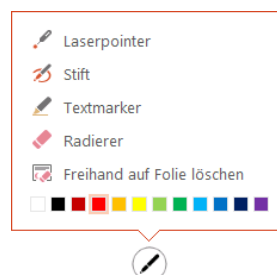 Laserpointer
Stift
Textmarker
Radierer
Freihand auf Folie löschen